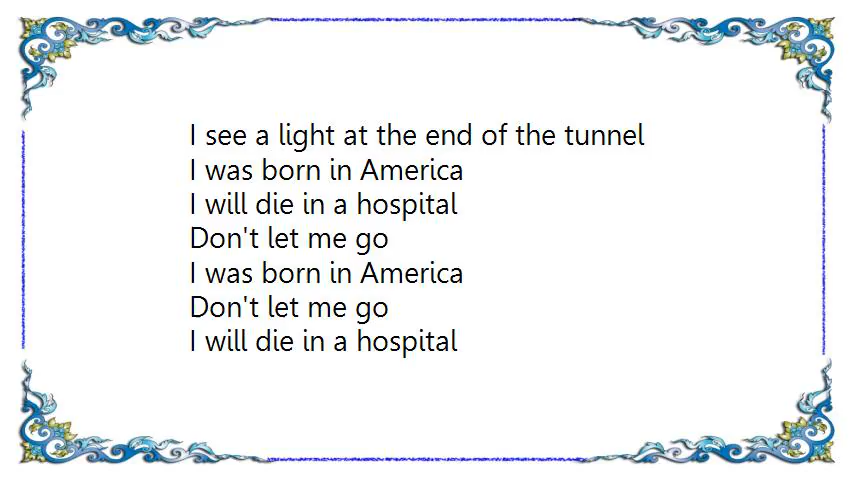 I see a light at the end of the tunnel
I was born in America
I will die in a hospital
Don't let me go
I was born in America
Don't let me go
I will die in a hospital